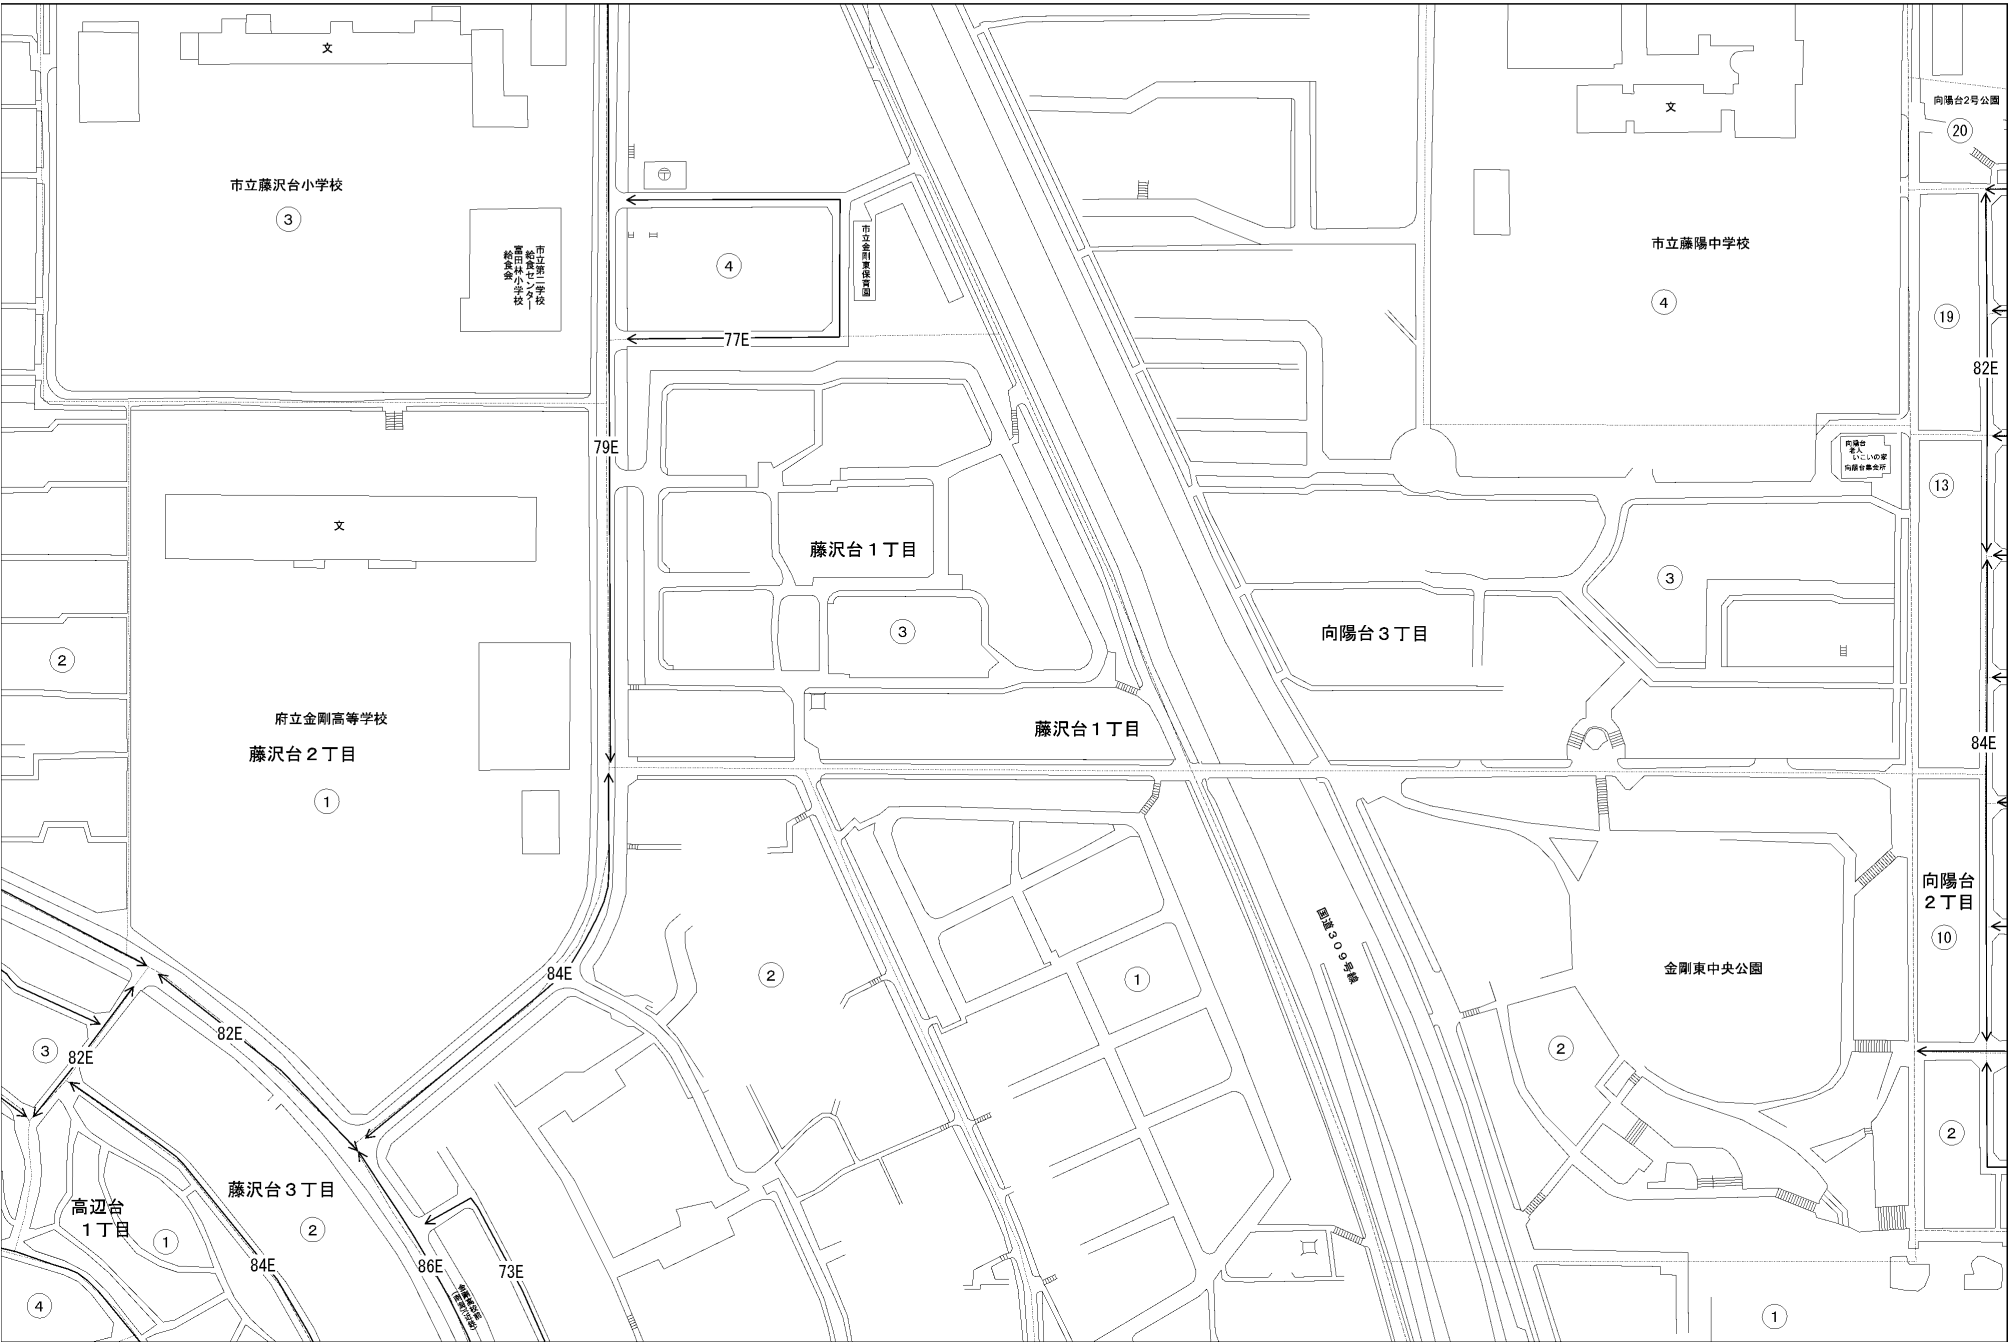 文
文
向陽台2号公園
20
市立藤沢台小学校
3
〒
市立第二学校
給食センター
富田林小学校
給食会
市立金剛東保育園
4
77E
市立藤陽中学校
4
19
82E
79E
向陽台
老人
いこいの家
向陽台集会所
13
文
藤沢台1丁目
3
3
向陽台3丁目
2
府立金剛高等学校
藤沢台2丁目
1
藤沢台1丁目
84E
向陽台
2丁目
10
国道309号線
金剛東中央公園
84E
2
1
82E
3
82E
2
2
藤沢台3丁目
2
高辺台
1丁目
1
84E
86E
73E
4
1